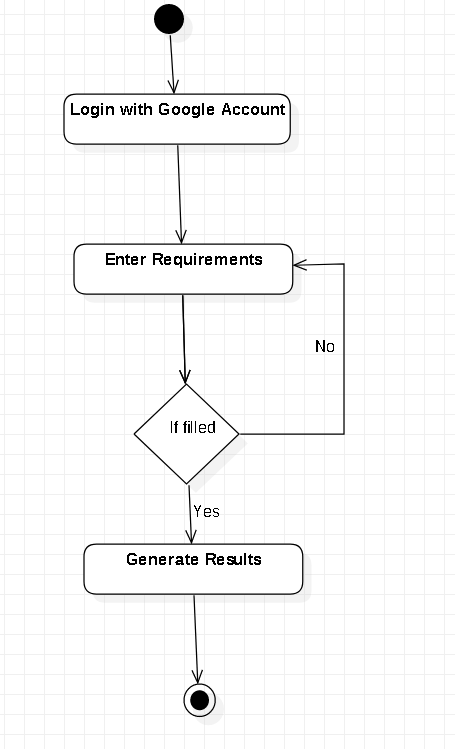 Login with Google Account
Enter Requirements
No
If filled
Yes
Generate Results